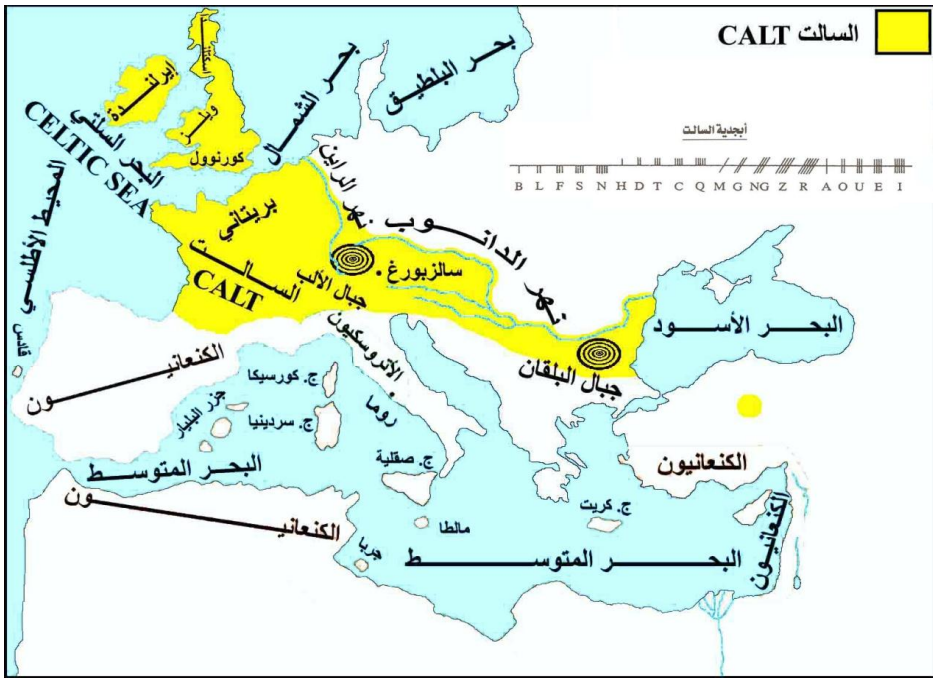 السالت CALT
أبجدية السالت
B L F S N H D T C Q M G NG Z R A O U E I
بحر البلطيق
بحر الشمال
اسكتلندا
إيرلندة
ويلز
كورنوول
البحر السلتي
CELTIC SEA
المحيط الأطلسي
بريتاني
السالت
CALT
نهر الراين
نهر الدانوب
سالزبورغ
جبال الألب
جبال البلقان
البحر الأسود
الأتروسكيون
روما
قادس
الكنعانيون
ج. كورسيكا
ج. سردينيا
جزر البليار
ج. صقلية
البحر المتوسط
الكنعانيون
الكنعانيون
الكنعانيون
ج. كريت
مالطا
جربا
البحر المتوسط